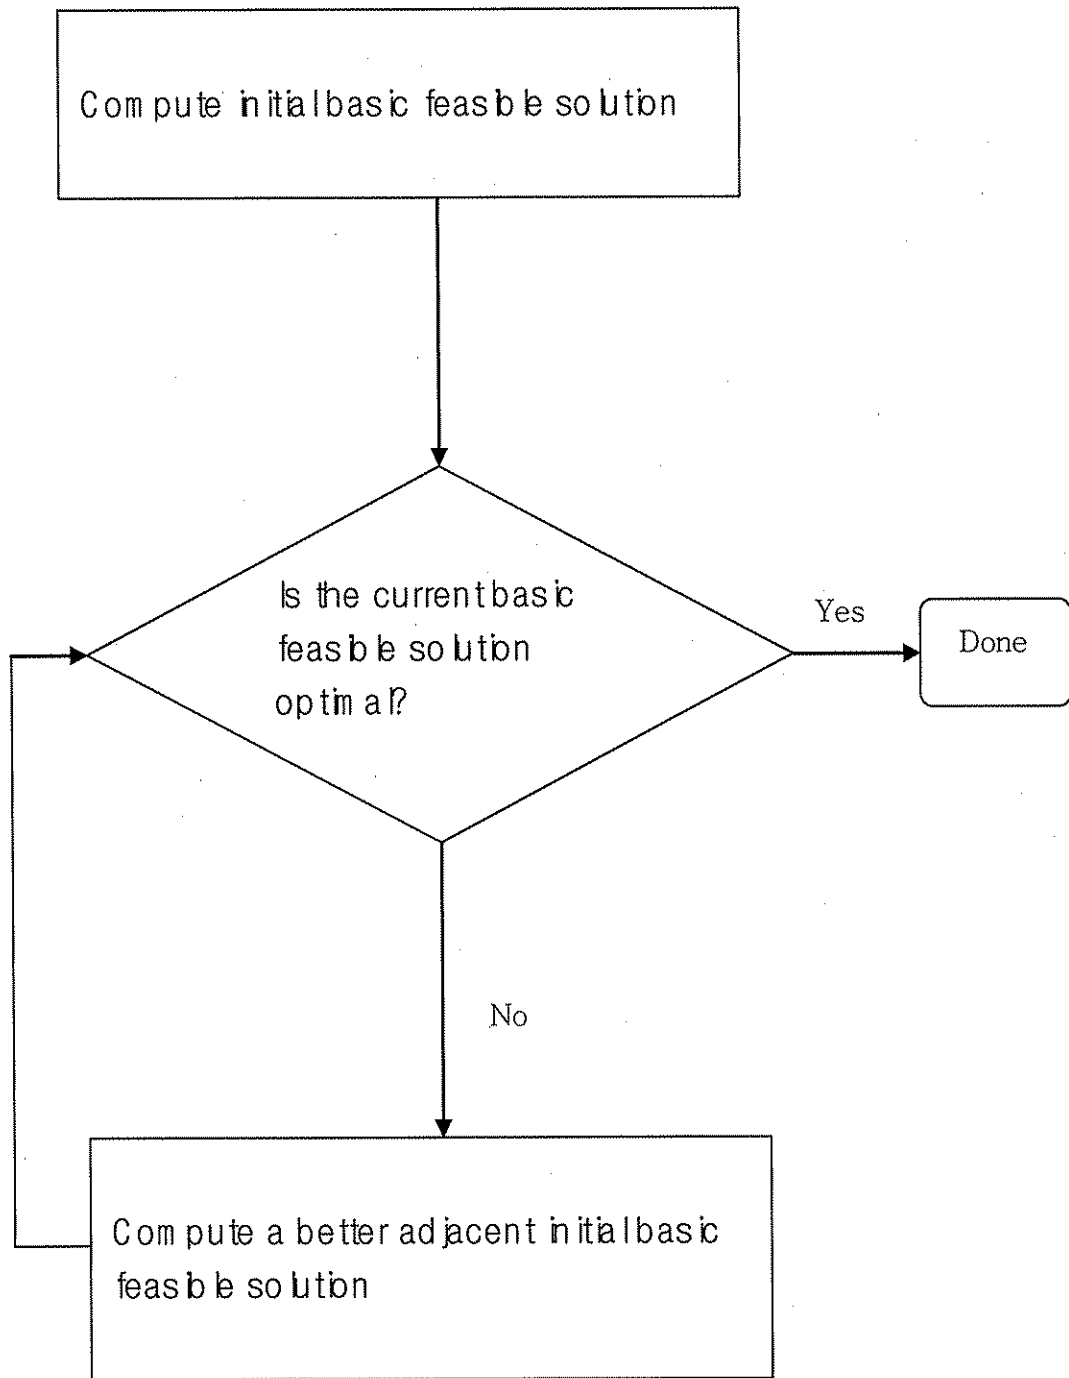 Compute initial basic feasible solution
Is the current basic
feasible solution
optimal?
Yes
Done
No
Compute a better adjacent initial basic
feasible solution